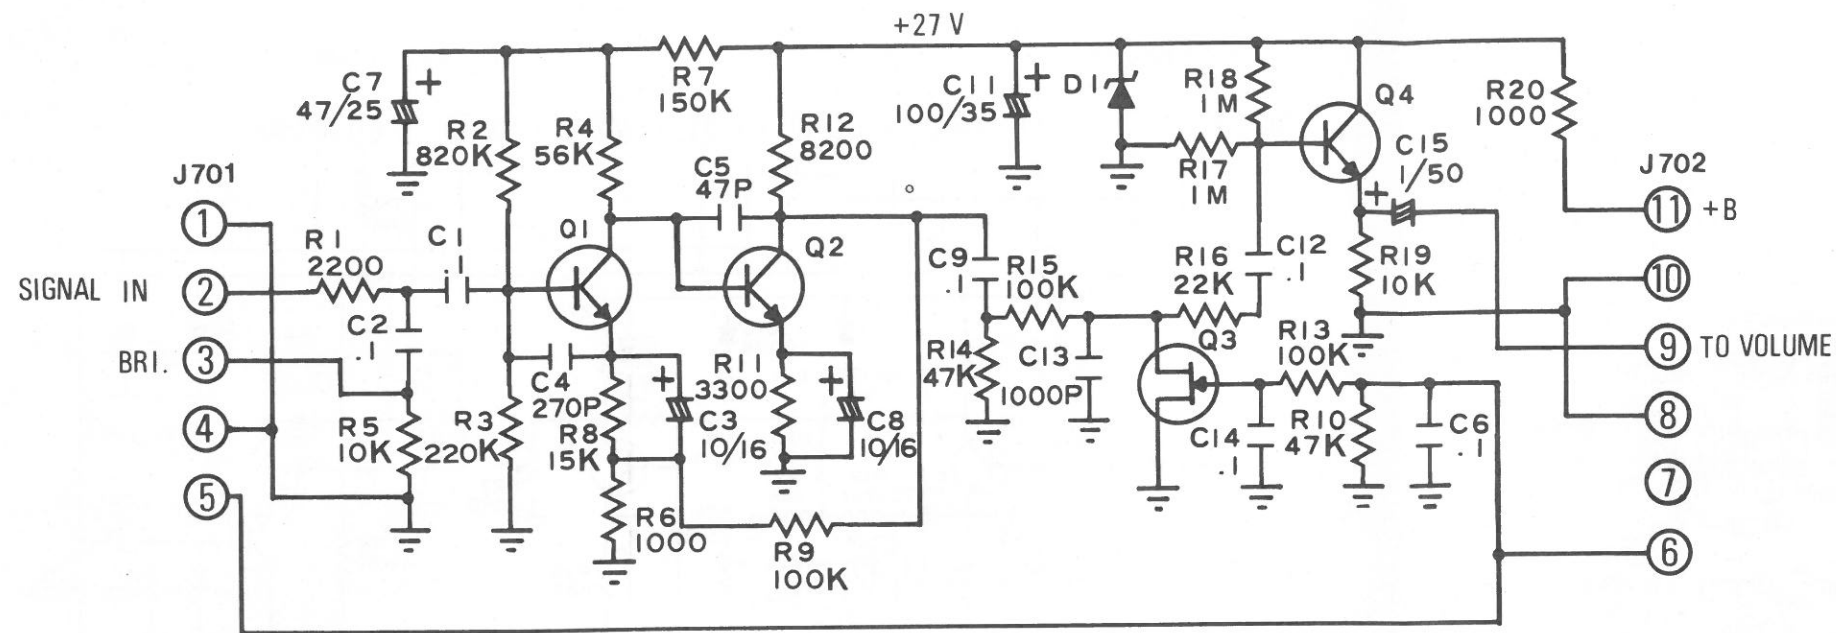 +27 V
C7
47/25
+
R7
150K
C11
100/35
+
D1
R18
1M
Q4
R20
1000
R2
820K
R4
56K
R12
8200
C5
47P
R17
1M
C15
1/50
+
J701
J702
1
11 +B
R1
2200
C1
.1
Q1
Q2
C9
.1
R15
100K
R16
22K
C12
.1
R19
10K
SIGNAL IN 2
10
C2
.1
BRI. 3
9 TO VOLUME
C4
270P
R8
15K
+
C3
10/16
R11
3300
+
C8
10/16
R14
47K
C13
1000P
Q3
R13
100K
4
8
R5
10K
R3
220K
C14
.1
R10
47K
C6
.1
5
7
R6
1000
R9
100K
6